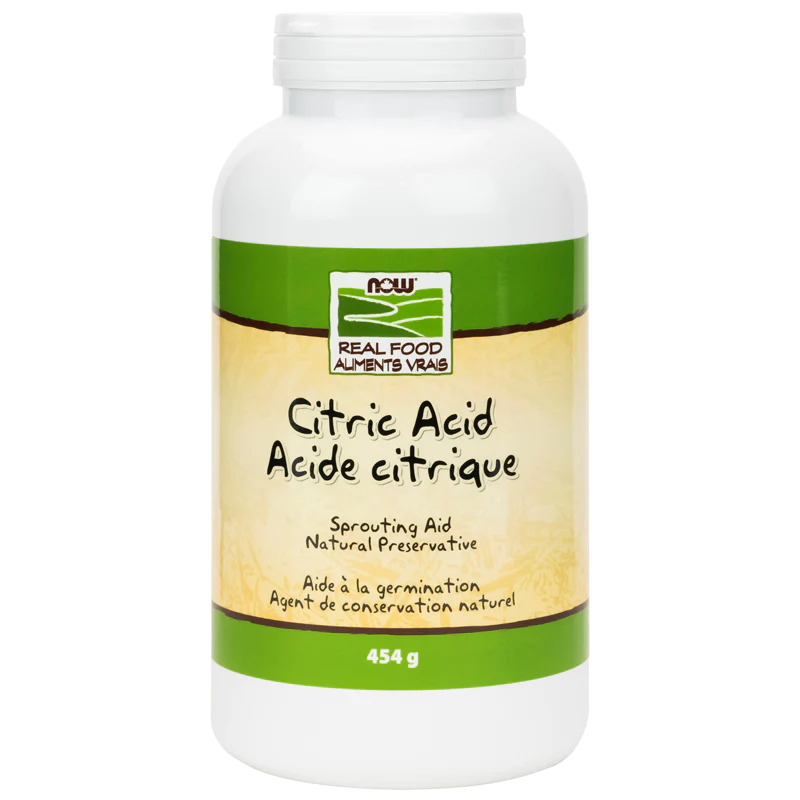 NOW®
REAL FOOD
ALIMENTS VRAIS
Citric Acid
Acide citrique
Sprouting Aid
Natural Preservative
Aide à la germination
Agent de conservation naturel
454 g